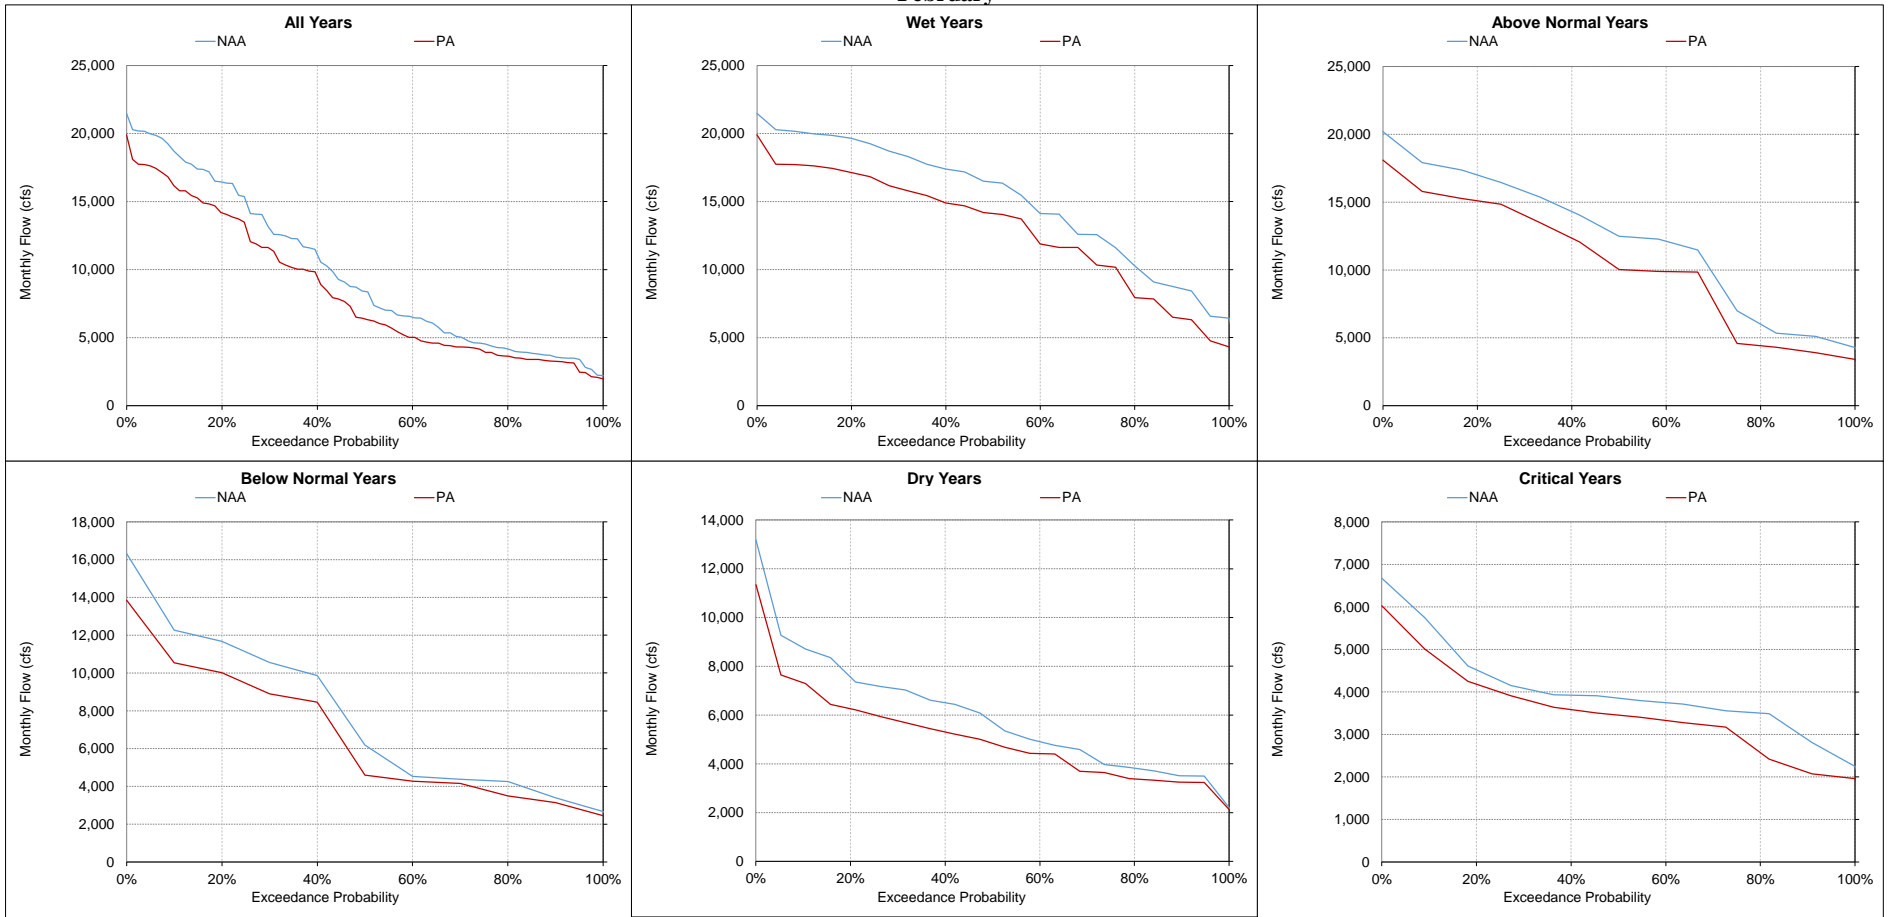 All Years
NAA PA
25,000
20,000
15,000
10,000
5,000
0
Monthly Flow (cfs)
0% 20% 40% 60% 80% 100%
Exceedance Probability
Wet Years
NAA PA
25,000
20,000
15,000
10,000
5,000
0
Monthly Flow (cfs)
0% 20% 40% 60% 80% 100%
Exceedance Probability
Above Normal Years
NAA PA
25,000
20,000
15,000
10,000
5,000
0
Monthly Flow (cfs)
0% 20% 40% 60% 80% 100%
Exceedance Probability
Below Normal Years
NAA PA
18,000
16,000
14,000
12,000
10,000
8,000
6,000
4,000
2,000
0
Monthly Flow (cfs)
0% 20% 40% 60% 80% 100%
Exceedance Probability
Dry Years
NAA PA
14,000
12,000
10,000
8,000
6,000
4,000
2,000
0
Monthly Flow (cfs)
0% 20% 40% 60% 80% 100%
Exceedance Probability
Critical Years
NAA PA
8,000
7,000
6,000
5,000
4,000
3,000
2,000
1,000
0
Monthly Flow (cfs)
0% 20% 40% 60% 80% 100%
Exceedance Probability